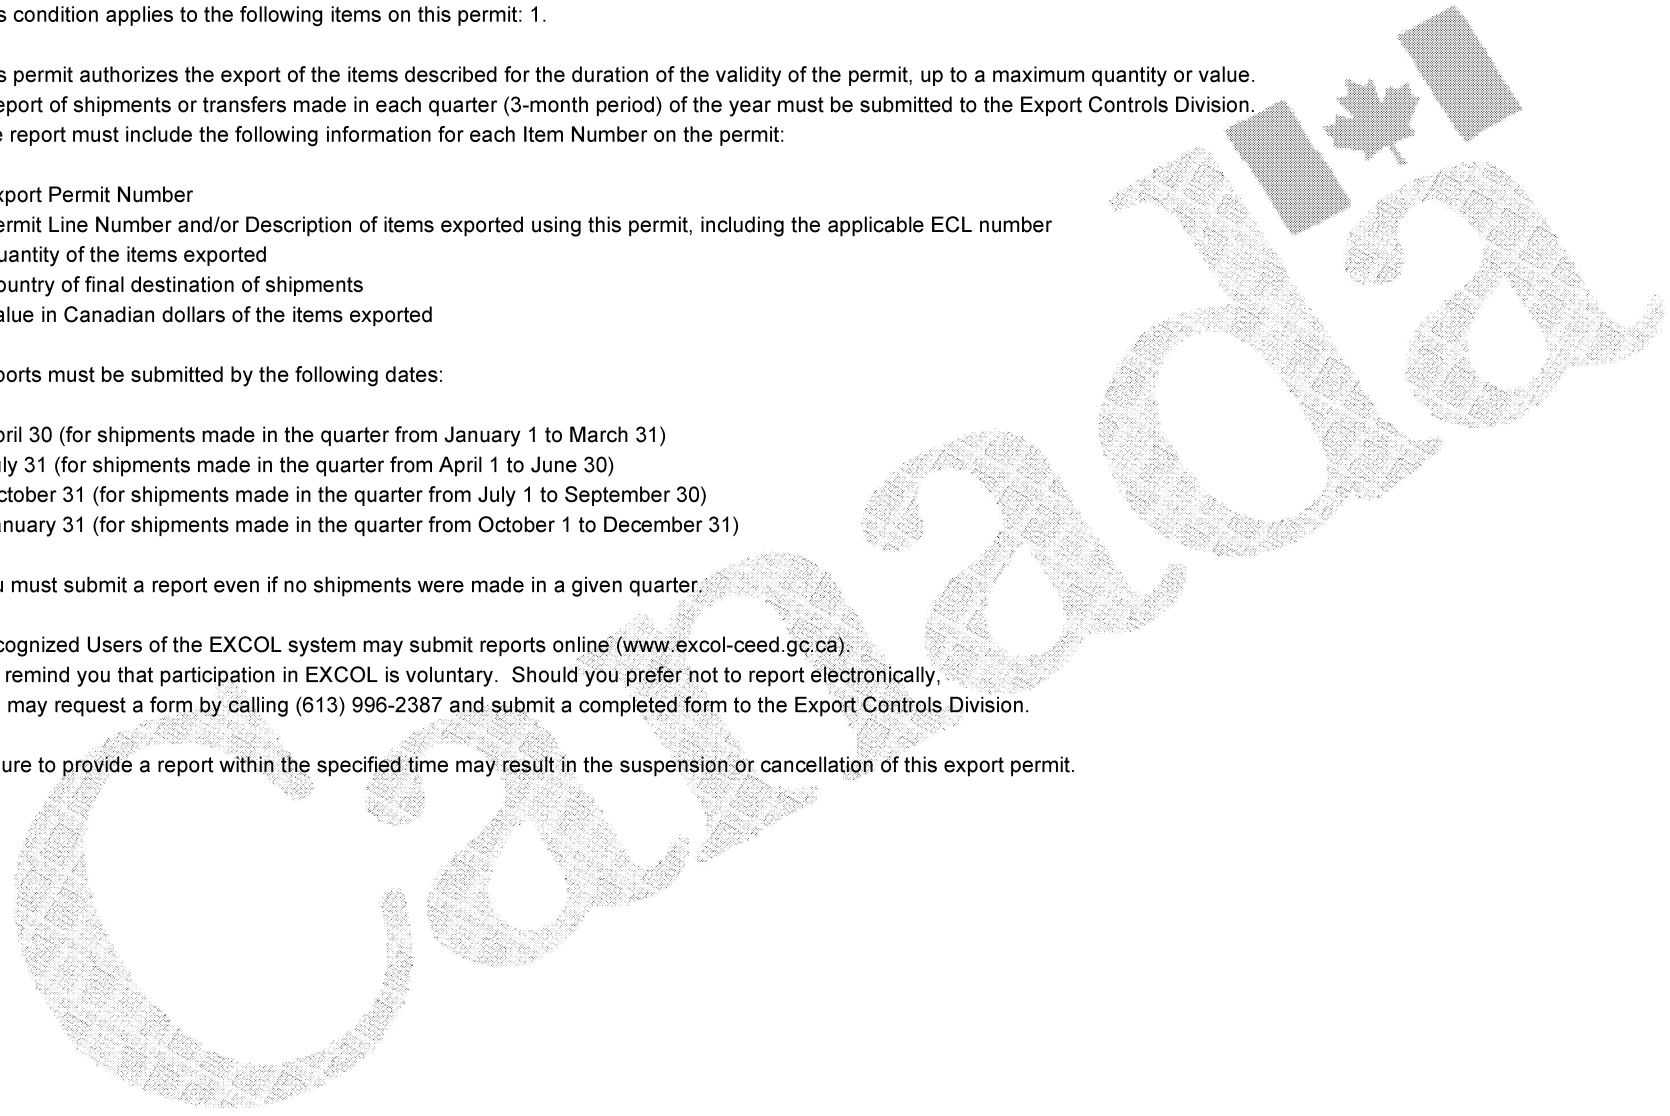 s condition applies to the following items on this permit: 1.
s permit authorizes the export of the items described for the duration of the validity of the permit, up to a maximum quantity or value.
eport of shipments or transfers made in each quarter (3-month period) of the year must be submitted to the Export Controls Division.
e report must include the following information for each Item Number on the permit:
xport Permit Number
ermit Line Number and/or Description of items exported using this permit, including the applicable ECL number
uantity of the items exported
ountry of final destination of shipments
alue in Canadian dollars of the items exported
ports must be submitted by the following dates:
pril 30 (for shipments made in the quarter from January 1 to March 31)
uly 31 (for shipments made in the quarter from April 1 to June 30)
ctober 31 (for shipments made in the quarter from July 1 to September 30)
anuary 31 (for shipments made in the quarter from October 1 to December 31)
u must submit a report even if no shipments were made in a given quarter.
cognized Users of the EXCOL system may submit reports online (www.excol-ceed.gc.ca).
remind you that participation in EXCOL is voluntary.  Should you prefer not to report electronically,
may request a form by calling (613) 996-2387 and submit a completed form to the Export Controls Division.
ure to provide a report within the specified time may result in the suspension or cancellation of this export permit.
Canada